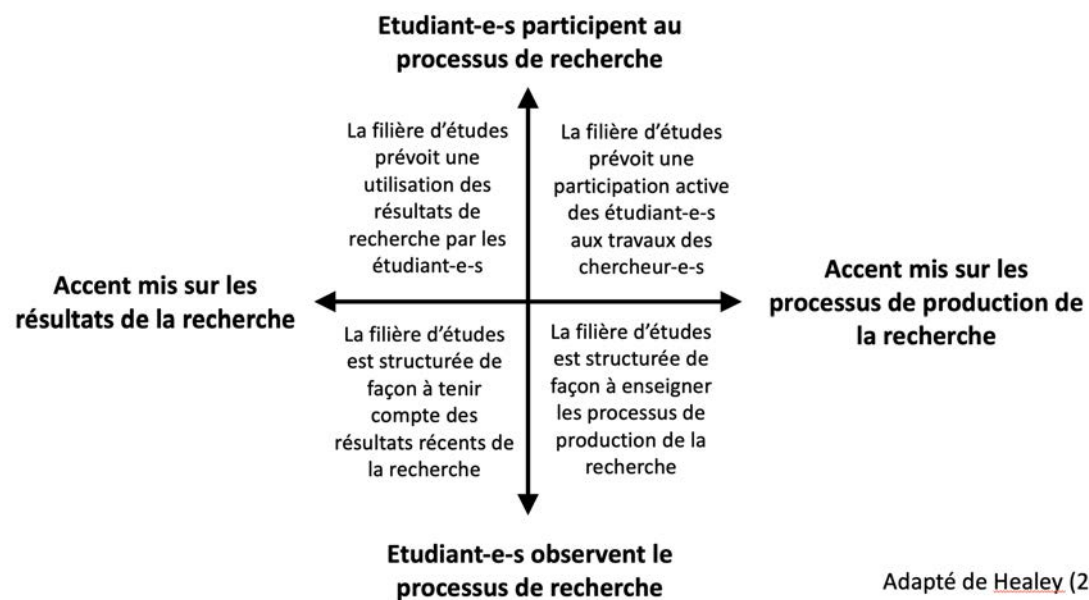 Etudiant-e-s participent au
processus de recherche
La filière d’études
prévoit une
utilisation des
résultats de
recherche par les
étudiant-e-s
La filière d’études
prévoit une
participation active
des étudiant-e-s
aux travaux des
chercheur-e-s
Accent mis sur les
résultats de la recherche
Accent mis sur les
processus de production de
la recherche
La filière d’études
est structurée de
façon à tenir
compte des
résultats récents de
la recherche
La filière d’études
est structurée de
façon à enseigner
les processus de
production de la
recherche
Etudiant-e-s observent le
processus de recherche
Adapté de Healey (2